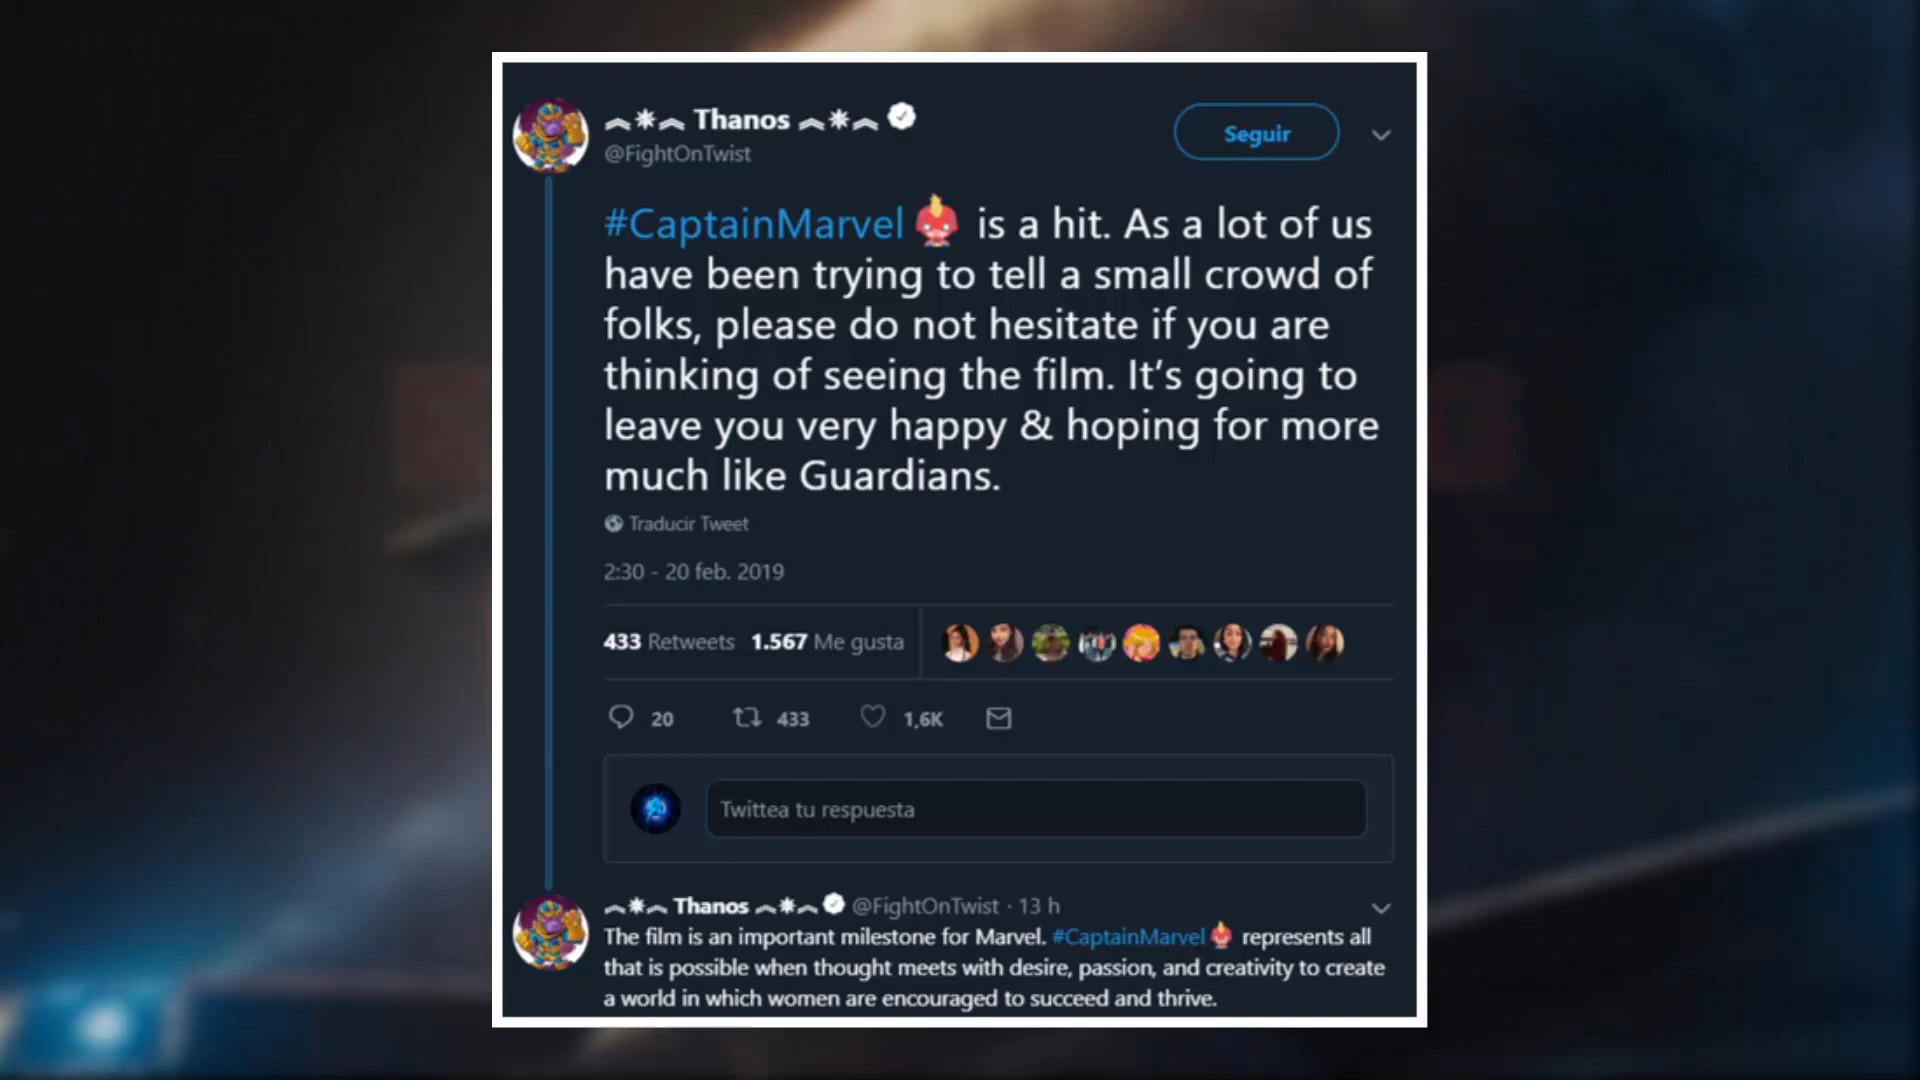 Thanos
@FightOnTwist
Seguir
#CaptainMarvel is a hit. As a lot of us
have been trying to tell a small crowd of
folks, please do not hesitate if you are
thinking of seeing the film. It’s going to
leave you very happy & hoping for more
much like Guardians.
Traducir Tweet
2:30 - 20 feb. 2019
433 Retweets 1.567 Me gusta
20 433 1,6K
Twittea tu respuesta
Thanos @FightOnTwist · 13 h
The film is an important milestone for Marvel. #CaptainMarvel represents all
that is possible when thought meets with desire, passion, and creativity to create
a world in which women are encouraged to succeed and thrive.